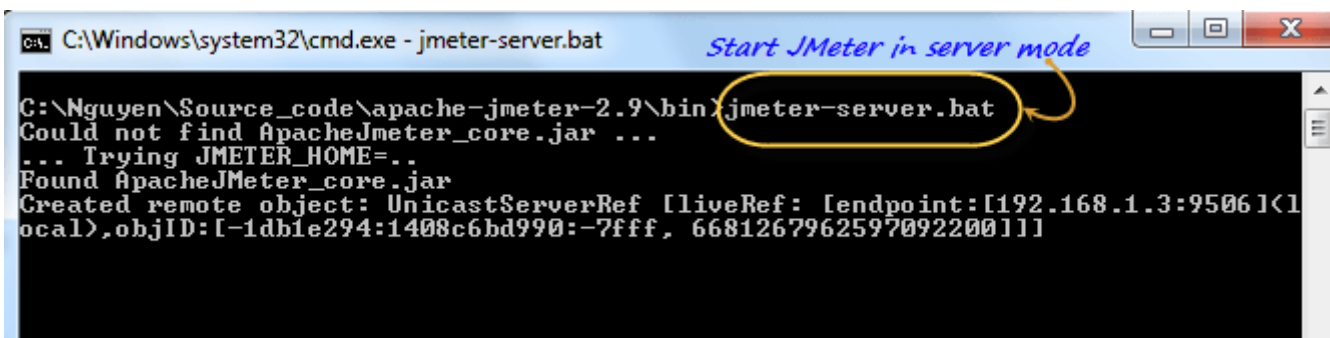 C:\Windows\system32\cmd.exe - jmeter-server.bat
Start JMeter in server mode
C:\Nguyen\Source_code\apache-jmeter-2.9\bin>jmeter-server.bat
Could not find ApacheJmeter_core.jar ...
... Trying JMETER_HOME=..
Found ApacheJMeter_core.jar
Created remote object: UnicastServerRef [liveRef: [endpoint:[192.168.1.3:9506](l
ocal),objID:[-1db1e294:1408c6bd990:-7fff, 6681267962597092200]]]